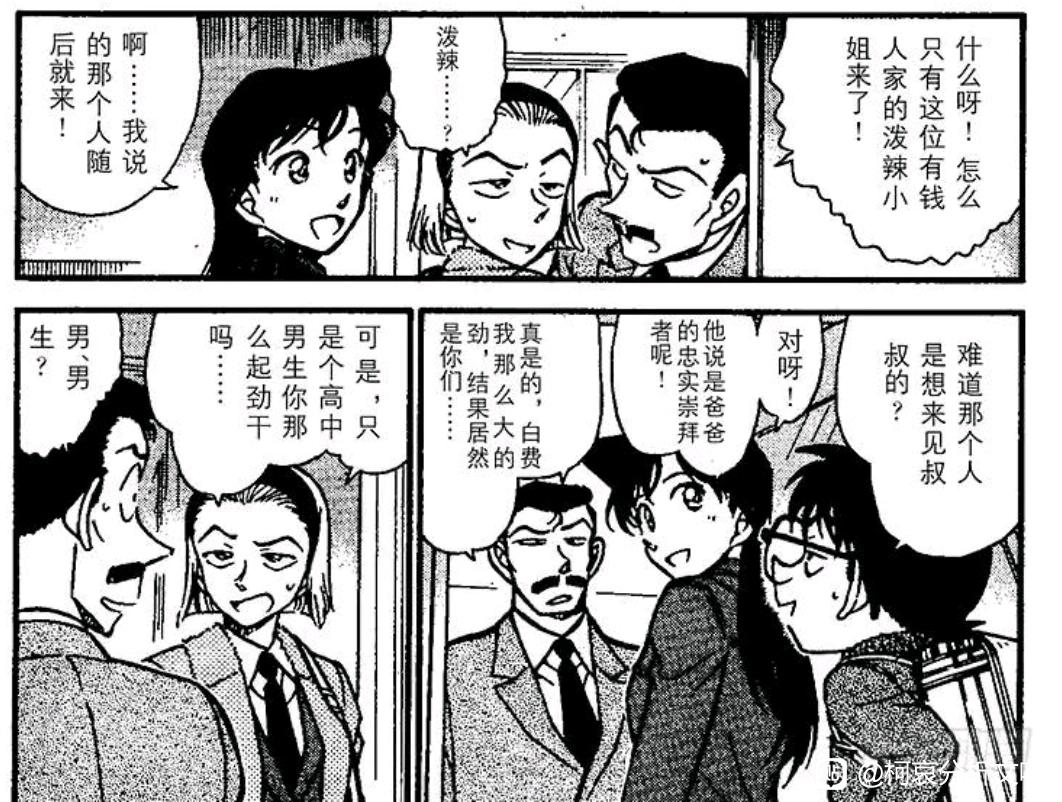 什么呀！怎么
只有这位有钱
人家的泼辣小
姐来了！
泼辣……？
啊……我说
的那个人随
后就来！
难道那个人
是想来见叔
叔的？
对呀！
他说是爸爸
的忠实崇拜
者呢！
真是的，白费
我那么大的
劲，结果居然
是你们……
可是，只
是个高中
男生你那
么起劲干
吗……
男、男
生？